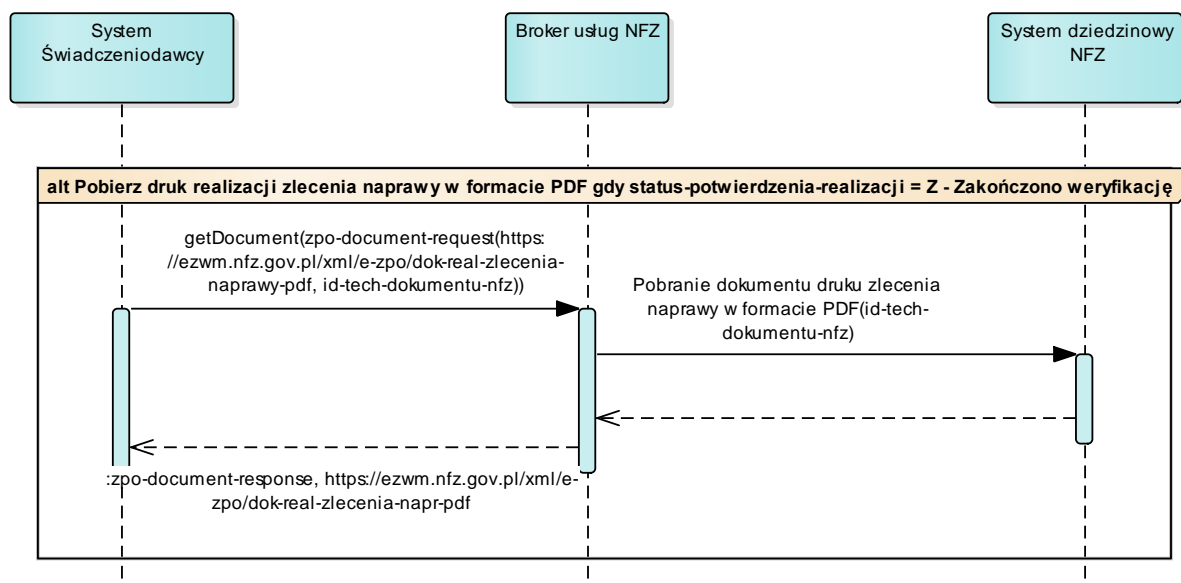 System
Świadczeniodawcy
Broker usług NFZ
System dziedzinowy
NFZ
alt Pobierz druk realizacji zlecenia naprawy w formacie PDF gdy status-potwierdzenia-realizacji = Z - Zakończono weryfikację
getDocument(zpo-document-request(https:
//ezwm.nfz.gov.pl/xml/e-zpo/dok-real-zlecenia-
naprawy-pdf, id-tech-dokumentu-nfz))
Pobranie dokumentu druku zlecenia
naprawy w formacie PDF(id-tech-
dokumentu-nfz)
:zpo-document-response, https://ezwm.nfz.gov.pl/xml/e-
zpo/dok-real-zlecenia-napr-pdf